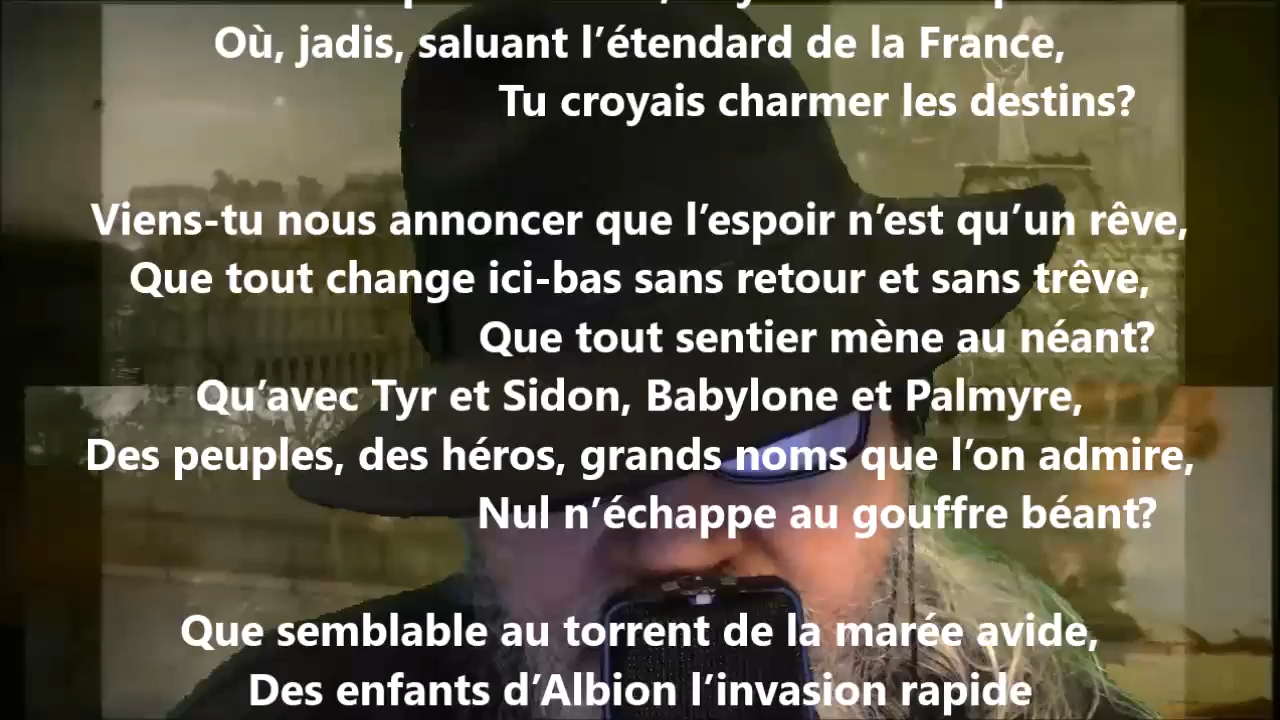 Où, jadis, saluant l’étendard de la France,
Tu croyais charmer les destins?
Viens-tu nous annoncer que l’espoir n’est qu’un rêve,
Que tout change ici-bas sans retour et sans trêve,
Que tout sentier mène au néant?
Qu’avec Tyr et Sidon, Babylone et Palmyre,
Des peuples, des héros, grands noms que l’on admire,
Nul n’échappe au gouffre béant?
Que semblable au torrent de la marée avide,
Des enfants d’Albion l’invasion rapide